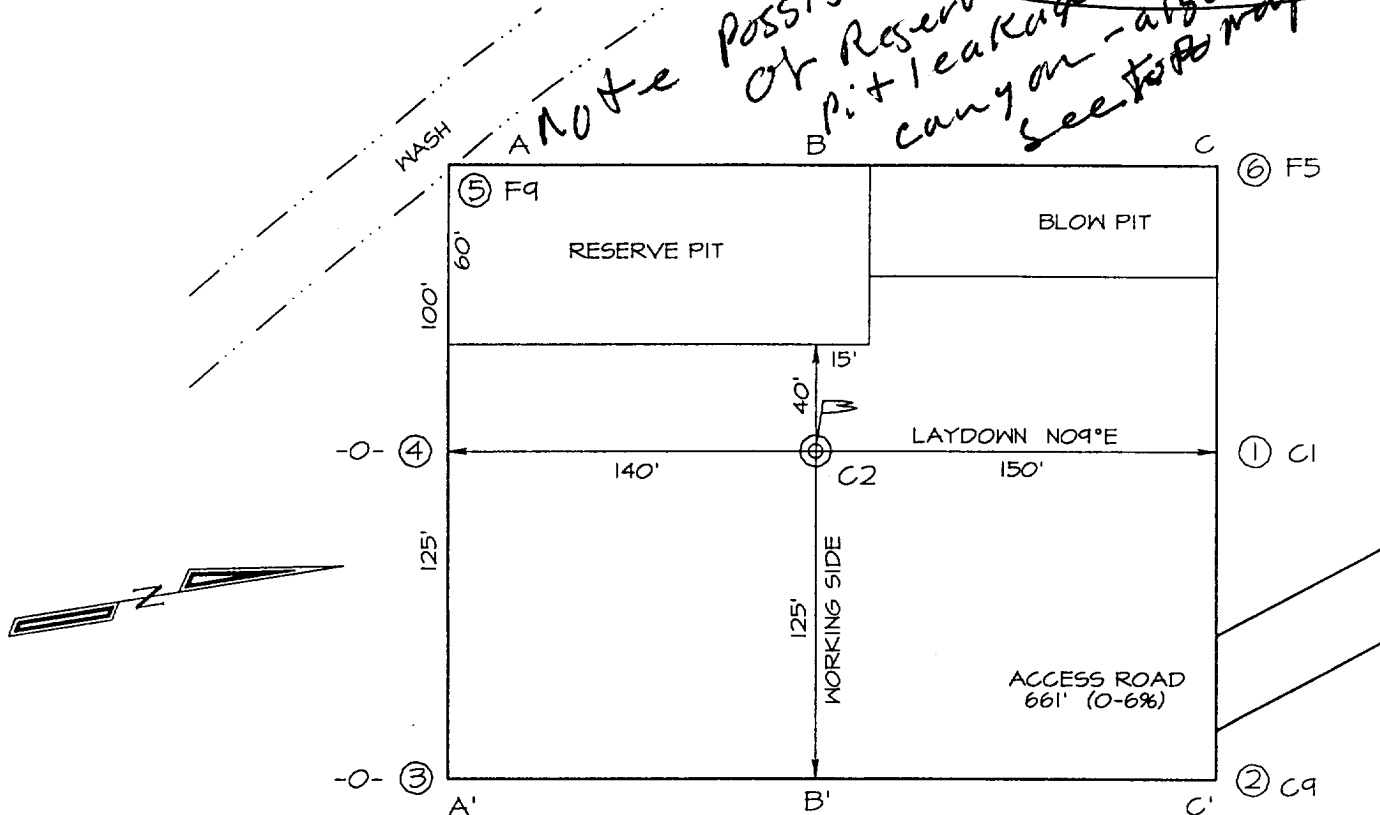 Note
of
Pit leakage
canyon -
see topo map
WASH
A B C
⑤ F9
⑥ F5
60'
RESERVE PIT
BLOW PIT
100'
15'
40'
-0- ④
LAYDOWN N09°E
① C1
140'
C2
150'
125'
N
125'
WORKING SIDE
ACCESS ROAD
661' (0-6%)
-0- ③
② C9
A' B' C'